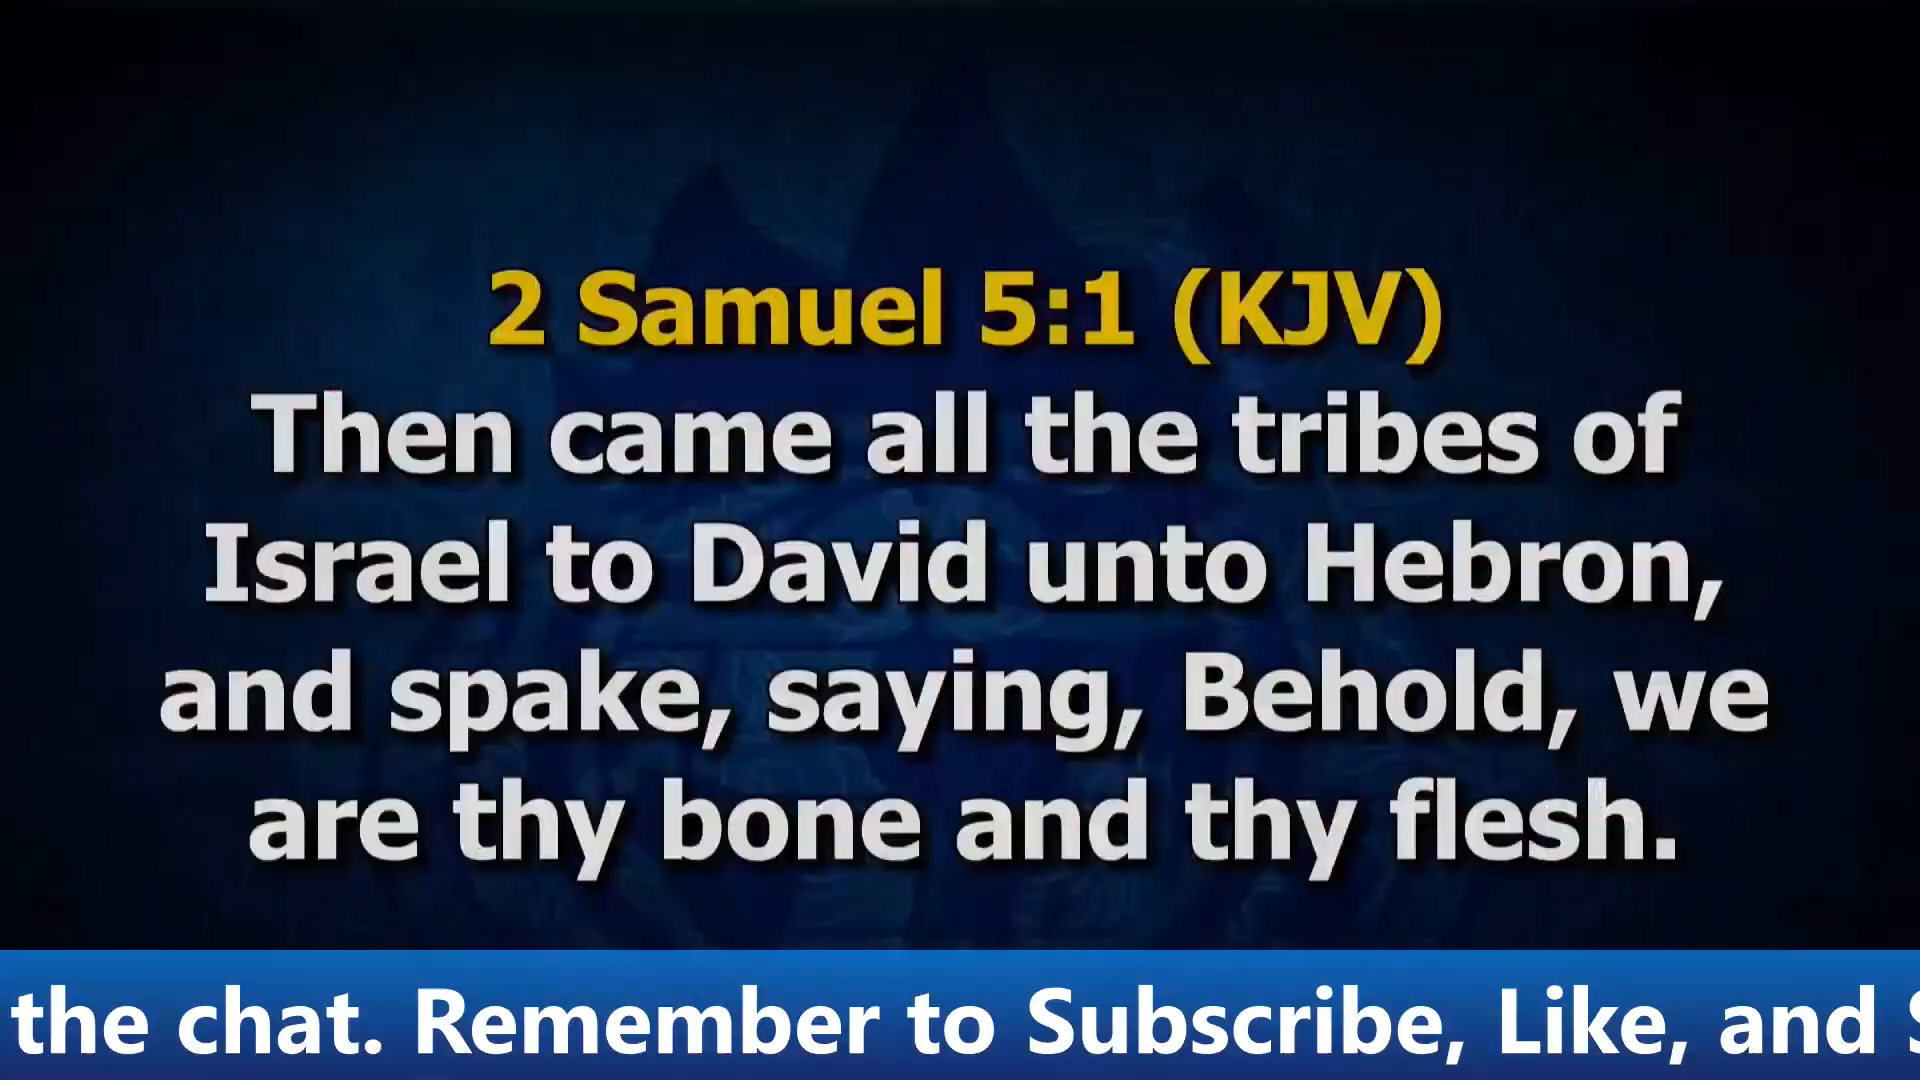 2 Samuel 5:1 (KJV)
Then came all the tribes of
Israel to David unto Hebron,
and spake, saying, Behold, we
are thy bone and thy flesh.
the chat. Remember to Subscribe, Like, and